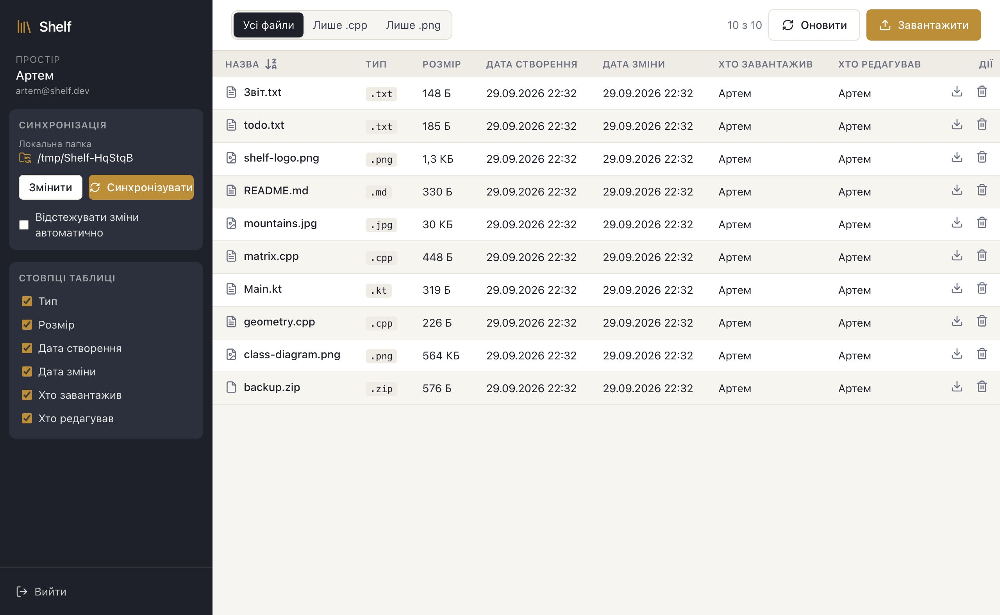 Shelf
ПРОСТІР
Артем
artem@shelf.dev
СИНХРОНІЗАЦІЯ
Локальна папка
/tmp/Shelf-HqStqB
Змінити Синхронізувати
Відстежувати зміни
автоматично
СТОВПЦІ ТАБЛИЦІ
Тип
Розмір
Дата створення
Дата зміни
Хто завантажив
Хто редагував
Вийти
Усі файли Лише .cpp Лише .png 10 з 10 Оновити Завантажити
НАЗВА ТИП РОЗМІР ДАТА СТВОРЕННЯ ДАТА ЗМІНИ ХТО ЗАВАНТАЖИВ ХТО РЕДАГУВАВ ДІЇ
Звіт.txt .txt 148 Б 29.09.2026 22:32 29.09.2026 22:32 Артем Артем
todo.txt .txt 185 Б 29.09.2026 22:32 29.09.2026 22:32 Артем Артем
shelf-logo.png .png 1,3 КБ 29.09.2026 22:32 29.09.2026 22:32 Артем Артем
README.md .md 330 Б 29.09.2026 22:32 29.09.2026 22:32 Артем Артем
mountains.jpg .jpg 30 КБ 29.09.2026 22:32 29.09.2026 22:32 Артем Артем
matrix.cpp .cpp 448 Б 29.09.2026 22:32 29.09.2026 22:32 Артем Артем
Main.kt .kt 319 Б 29.09.2026 22:32 29.09.2026 22:32 Артем Артем
geometry.cpp .cpp 226 Б 29.09.2026 22:32 29.09.2026 22:32 Артем Артем
class-diagram.png .png 564 КБ 29.09.2026 22:32 29.09.2026 22:32 Артем Артем
backup.zip .zip 576 Б 29.09.2026 22:32 29.09.2026 22:32 Артем Артем